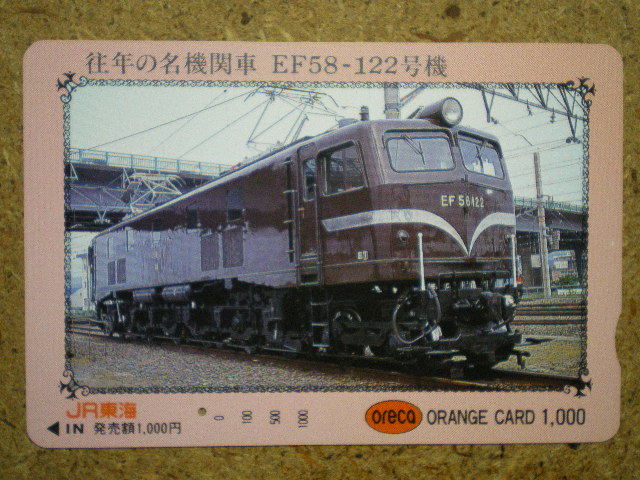 往年の名機関車 EF58-122号機
EF58122
JR東海
◀IN 発売額1,000円
0 100 500 1000
oreca ORANGE CARD 1,000